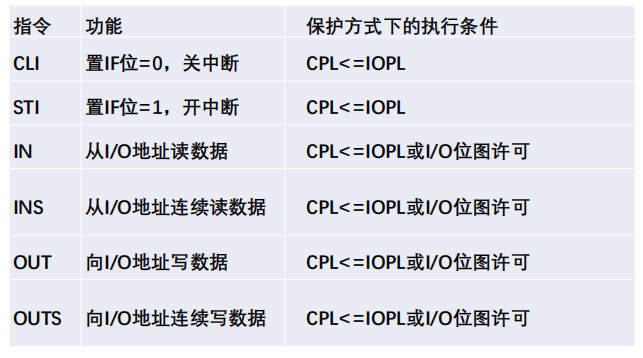 指令 功能 保护方式下的执行条件
CLI 置IF位=0，关中断 CPL<=IOPL
STI 置IF位=1，开中断 CPL<=IOPL
IN 从I/O地址读数据 CPL<=IOPL或I/O位图许可
INS 从I/O地址连续读数据 CPL<=IOPL或I/O位图许可
OUT 向I/O地址写数据 CPL<=IOPL或I/O位图许可
OUTS 向I/O地址连续写数据 CPL<=IOPL或I/O位图许可